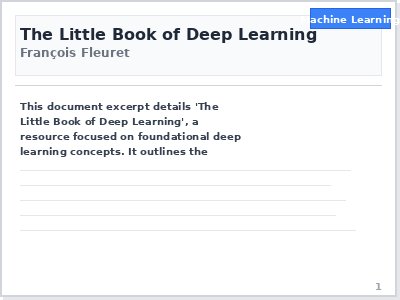 achine Learning
The Little Book of Deep Learning
François Fleuret
This document excerpt details 'The
Little Book of Deep Learning', a
resource focused on foundational deep
learning concepts. It outlines the
1